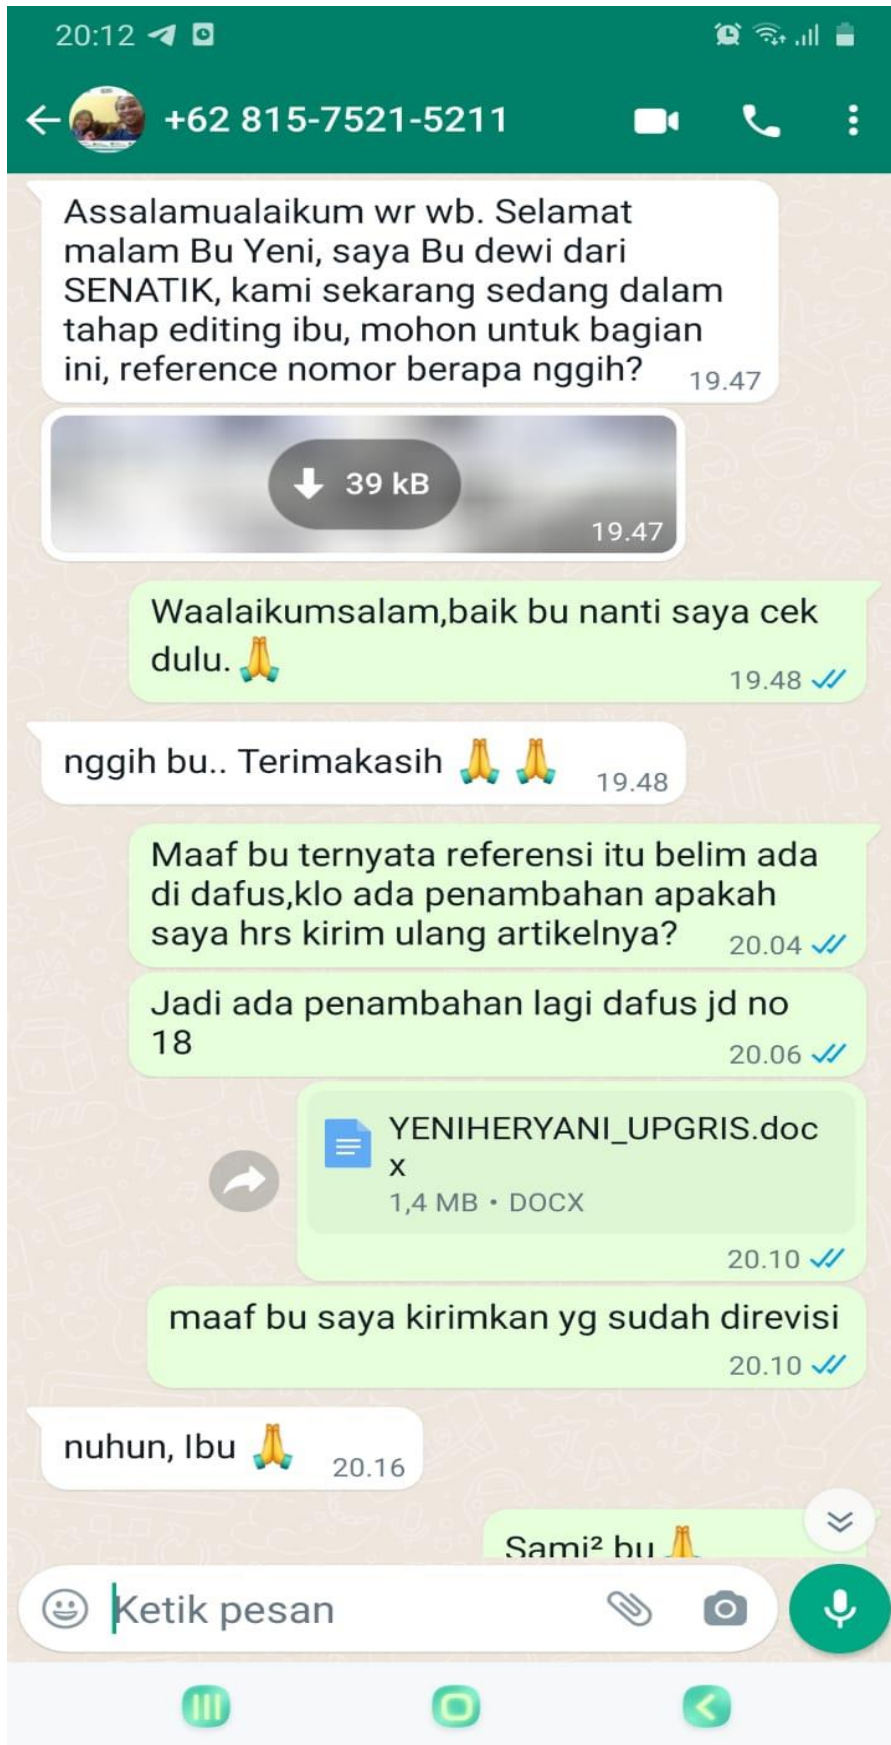 20:12
+62 815-7521-5211
Assalamualaikum wr wb. Selamat
malam Bu Yeni, saya Bu dewi dari
SENATIK, kami sekarang sedang dalam
tahap editing ibu, mohon untuk bagian
ini, reference nomor berapa nggih?
19.47
39 kB
19.47
Waalaikumsalam,baik bu nanti saya cek
dulu. 🙏
19.48
nggih bu.. Terimakasih 🙏 🙏
19.48
Maaf bu ternyata referensi itu belim ada
di dafus,klo ada penambahan apakah
saya hrs kirim ulang artikelnya?
20.04
Jadi ada penambahan lagi dafus jd no
18
20.06
YENIHERYANI_UPGRIS.doc
x
1,4 MB • DOCX
20.10
maaf bu saya kirimkan yg sudah direvisi
20.10
nuhun, Ibu 🙏
20.16
Sami² bu 🙏
Ketik pesan